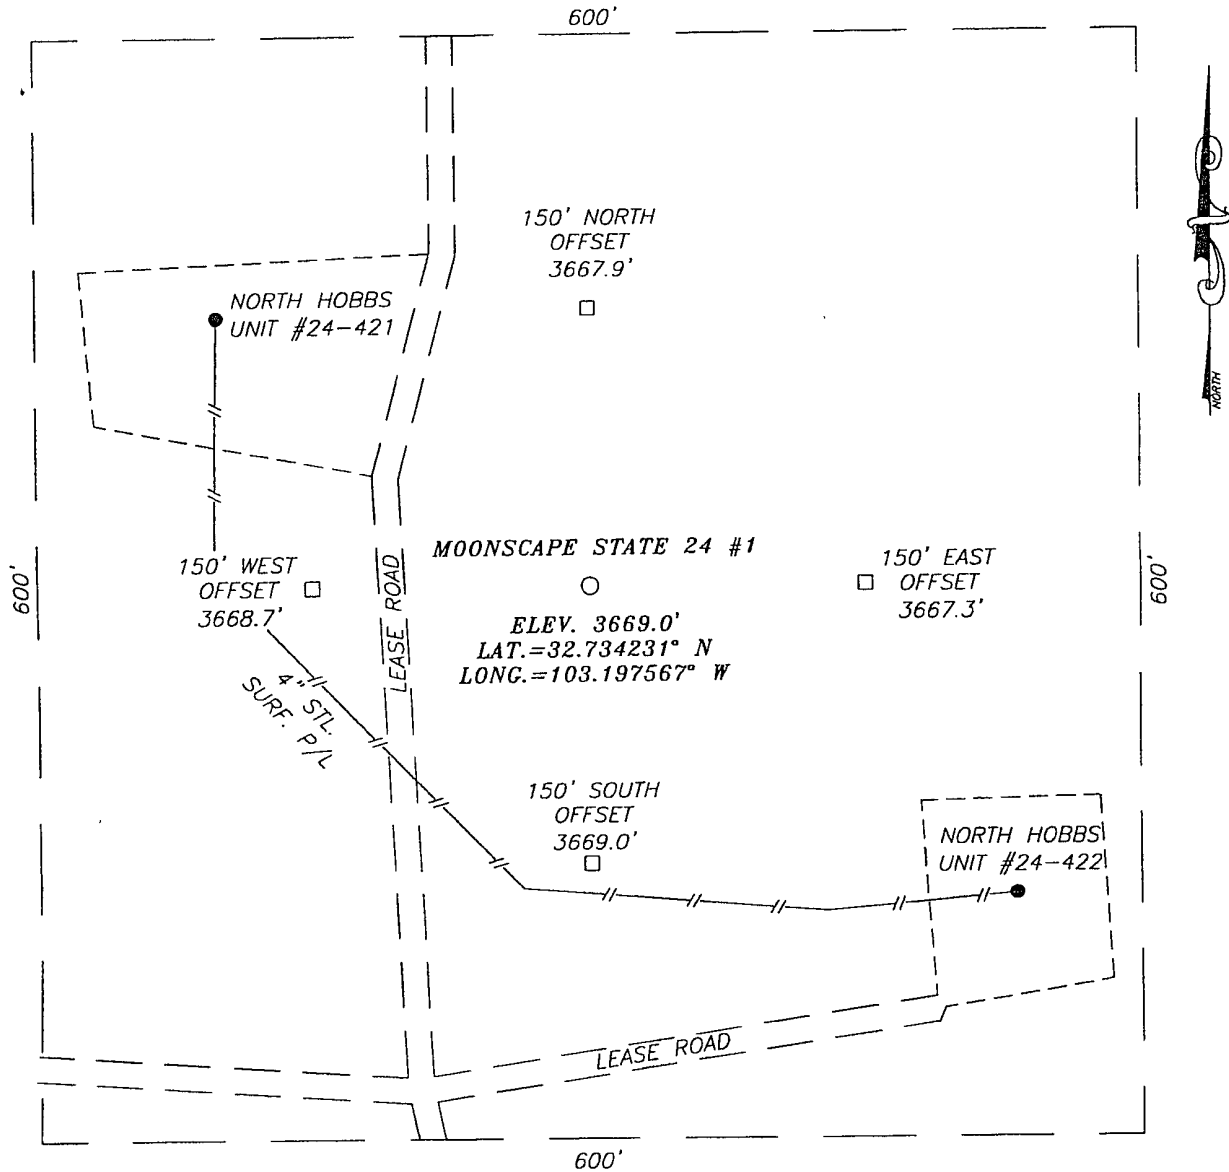 600'
150' NORTH
OFFSET
3667.9'
NORTH HOBBS
UNIT #24-421
NORTH
MOONSCAPE STATE 24 #1
150' WEST
OFFSET
3668.7'
150' EAST
OFFSET
3667.3'
600'
600'
LEASE ROAD
ELEV. 3669.0'
LAT.=32.734231° N
LONG.=103.197567° W
4" STL.
SURF. P/L
150' SOUTH
OFFSET
3669.0'
NORTH HOBBS
UNIT #24-422
LEASE ROAD
600'